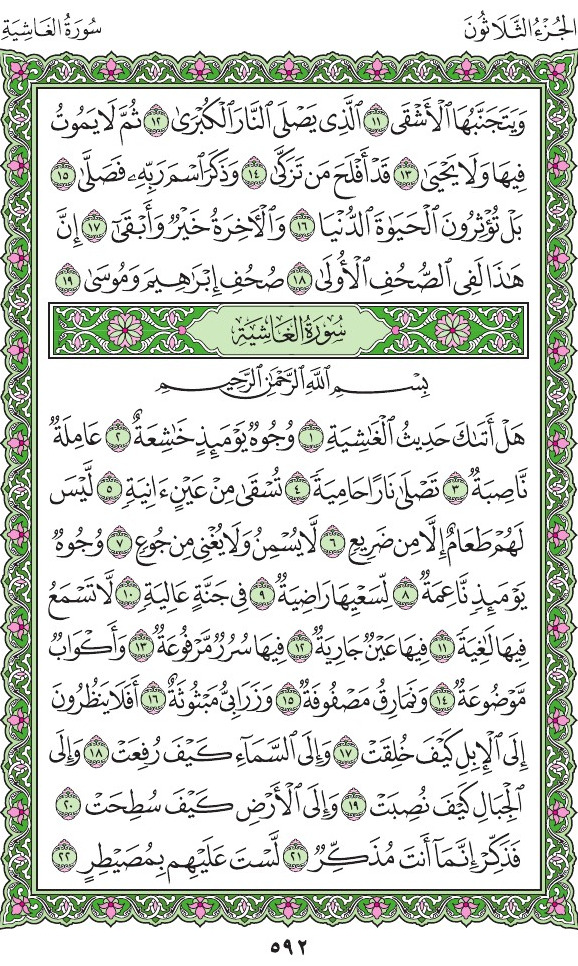 الجُزْءُ الثَّلَاثُونَ
سُورَةُ الغَاشِيَةِ
وَيَتَجَنَّبُهَا ٱلْأَشْقَى ١١ ٱلَّذِي يَصْلَى ٱلنَّارَ ٱلْكُبْرَىٰ ١٢ ثُمَّ لَا يَمُوتُ
فِيهَا وَلَا يَحْيَىٰ ١٣ قَدْ أَفْلَحَ مَن تَزَكَّىٰ ١٤ وَذَكَرَ ٱسْمَ رَبِّهِۦ فَصَلَّىٰ ١٥
بَلْ تُؤْثِرُونَ ٱلْحَيَوٰةَ ٱلدُّنْيَا ١٦ وَٱلْءَاخِرَةُ خَيْرٌ وَأَبْقَىٰٓ ١٧ إِنَّ
هَٰذَا لَفِي ٱلصُّحُفِ ٱلْأُولَىٰ ١٨ صُحُفِ إِبْرَٰهِيمَ وَمُوسَىٰ ١٩
سُورَةُ الغَاشِيَةِ
بِسْمِ ٱللَّهِ ٱلرَّحْمَٰنِ ٱلرَّحِيمِ
هَلْ أَتَىٰكَ حَدِيثُ ٱلْغَٰشِيَةِ ١ وُجُوهٌ يَوْمَئِذٍ خَٰشِعَةٌ ٢ عَامِلَةٌ
نَّاصِبَةٌ ٣ تَصْلَىٰ نَارًا حَامِيَةً ٤ تُسْقَىٰ مِنْ عَيْنٍ ءَانِيَةٍ ٥ لَّيْسَ
لَهُمْ طَعَامٌ إِلَّا مِن ضَرِيعٍ ٦ لَّا يُسْمِنُ وَلَا يُغْنِي مِن جُوعٍ ٧ وُجُوهٌ
يَوْمَئِذٍ نَّاعِمَةٌ ٨ لِّسَعْيِهَا رَاضِيَةٌ ٩ فِي جَنَّةٍ عَالِيَةٍ ١٠ لَّا تَسْمَعُ
فِيهَا لَٰغِيَةً ١١ فِيهَا عَيْنٌ جَارِيَةٌ ١٢ فِيهَا سُرُرٌ مَّرْفُوعَةٌ ١٣ وَأَكْوَابٌ
مَّوْضُوعَةٌ ١٤ وَنَمَارِقُ مَصْفُوفَةٌ ١٥ وَزَرَابِيُّ مَبْثُوثَةٌ ١٦ أَفَلَا يَنظُرُونَ
إِلَى ٱلْإِبِلِ كَيْفَ خُلِقَتْ ١٧ وَإِلَى ٱلسَّمَآءِ كَيْفَ رُفِعَتْ ١٨ وَإِلَى
ٱلْجِبَالِ كَيْفَ نُصِبَتْ ١٩ وَإِلَى ٱلْأَرْضِ كَيْفَ سُطِحَتْ ٢٠
فَذَكِّرْ إِنَّمَآ أَنتَ مُذَكِّرٌ ٢١ لَّسْتَ عَلَيْهِم بِمُصَيْطِرٍ ٢٢
٥٩٢